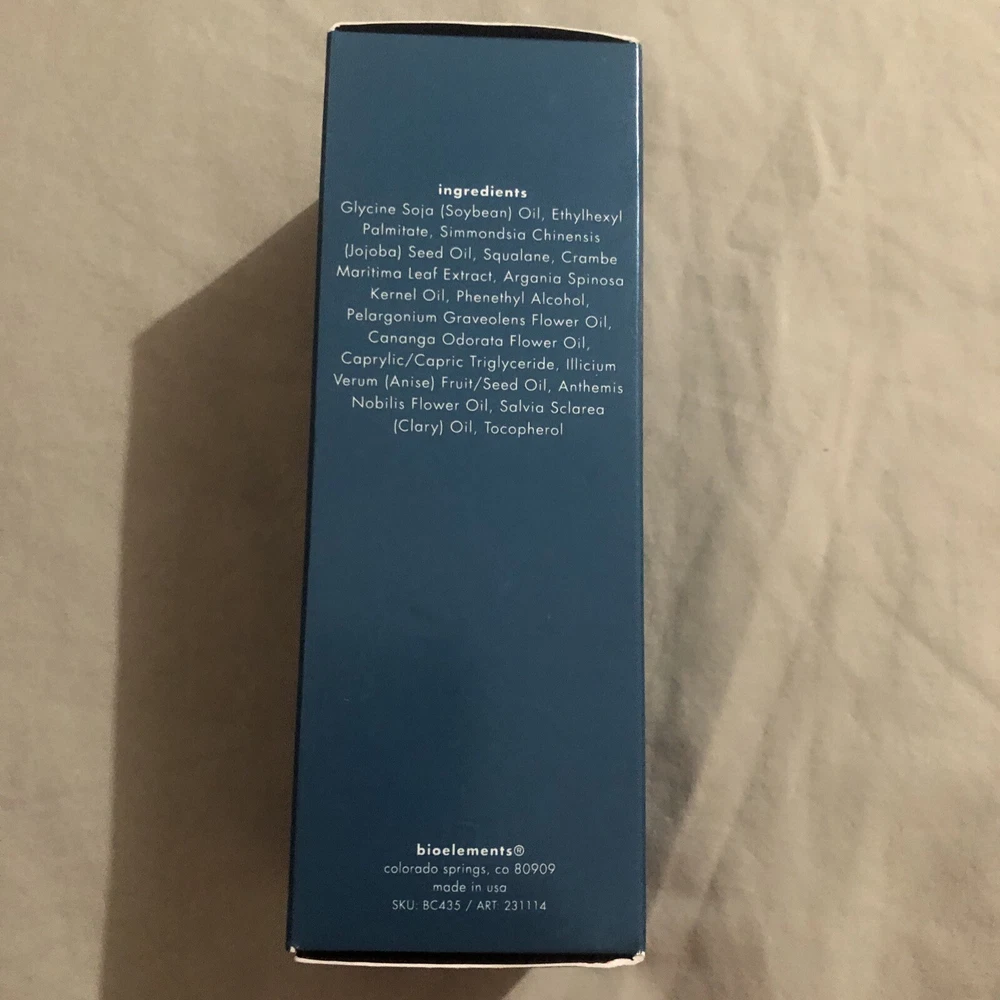 ingredients
Glycine Soja (Soybean) Oil, Ethylhexyl
Palmitate, Simmondsia Chinensis
(Jojoba) Seed Oil, Squalane, Crambe
Maritima Leaf Extract, Argania Spinosa
Kernel Oil, Phenethyl Alcohol,
Pelargonium Graveolens Flower Oil,
Cananga Odorata Flower Oil,
Caprylic/Capric Triglyceride, Illicium
Verum (Anise) Fruit/Seed Oil, Anthemis
Nobilis Flower Oil, Salvia Sclarea
(Clary) Oil, Tocopherol
bioelements®
colorado springs, co 80909
made in usa
SKU: BC435 / ART: 231114